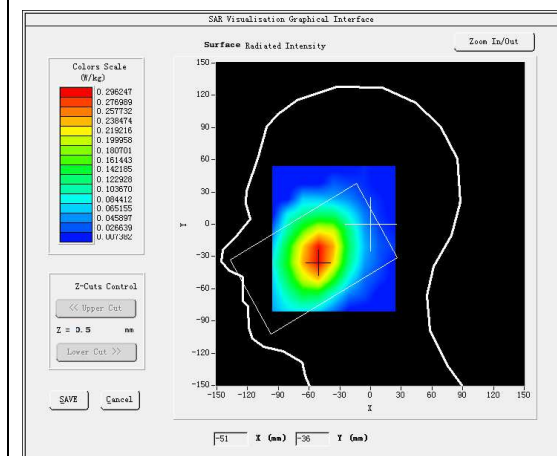 SAR Visualisation Graphical Interface
Surface Radiated Intensity
Zoom In/Out
Colors Scale
(W/kg)
0.296247
0.276989
0.257732
0.238474
0.219216
0.199958
0.180701
0.161443
0.142185
0.122928
0.103670
0.084412
0.065155
0.045897
0.026639
0.007382
150
120
90
60
30
0
-30
-60
-90
-120
-150
Y
-150 -120 -90 -60 -30 0 30 60 90 120 150
X
Z-Cuts Control
<< Upper Cut
Z = 0.5 mm
Lower Cut >>
SAVE Cancel
-51 X (mm) -36 Y (mm)